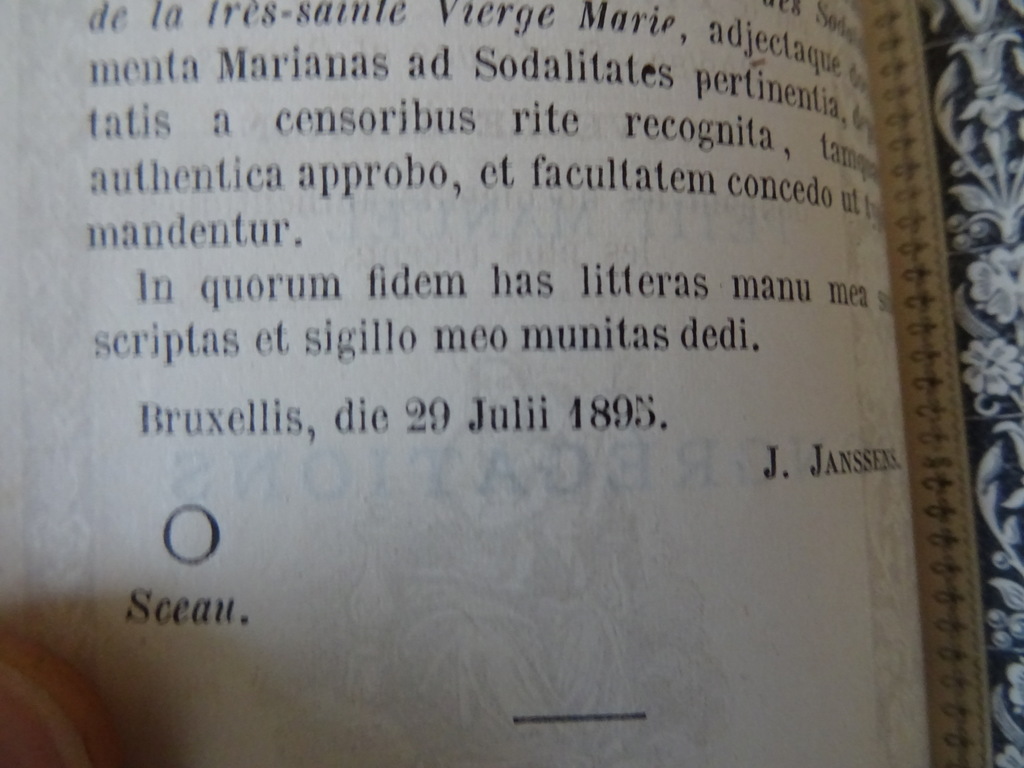 de la très-sainte Vierge Marie, adjectaque
menta Marianas ad Sodalitates pertinentia,
tatis a censoribus rite recognita,
authentica approbo, et facultatem concedo ut
mandentur.
In quorum fidem has litteras manu mea
scriptas et sigillo meo munitas dedi.
Bruxellis, die 29 Julii 1895.
J. JANSSENS.
O
Sceau.